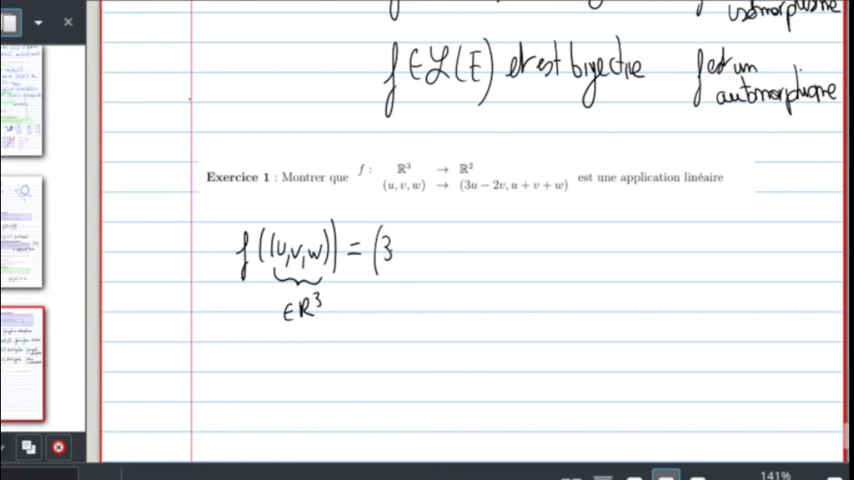 isomorphisme
f ∈ ℒ(E) et est bijective f est un
automorphisme
Exercice 1 : Montrer que f : ℝ³ → ℝ²
(u, v, w) → (3u − 2v, u + v + w) est une application linéaire
f((u,v,w)) = (3
∈ ℝ³
141%